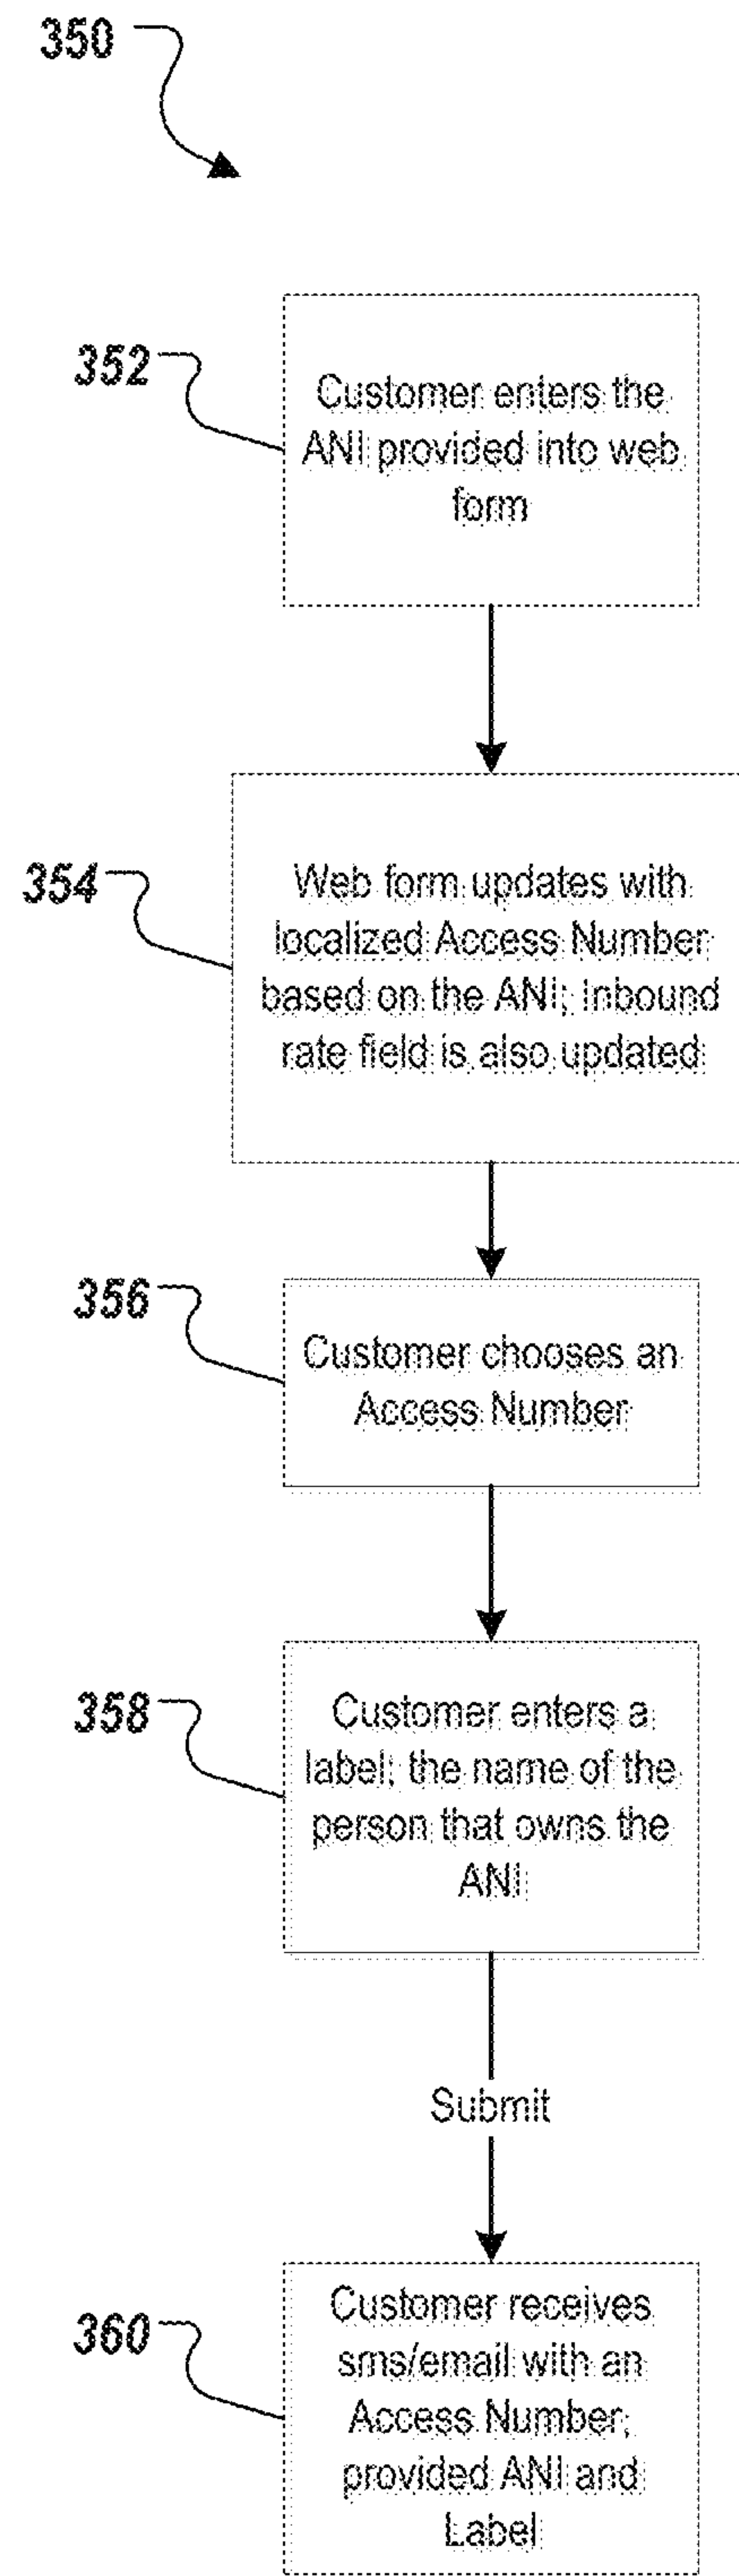 350
352
Customer enters the
ANI provided into web
form
354
Web form updates with
localized Access Number
based on the ANI; Inbound
rate field is also updated
356
Customer chooses an
Access Number
358
Customer enters a
label; the name of the
person that owns the
ANI
Submit
360
Customer receives
sms/email with an
Access Number,
provided ANI and
Label